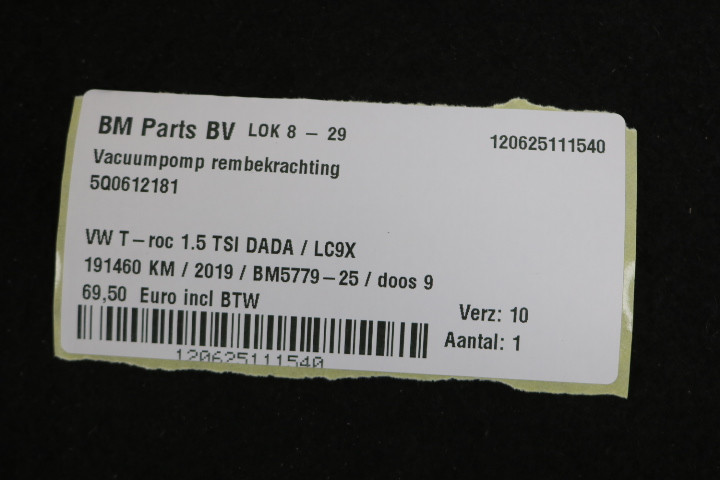 BM Parts BV LOK 8 - 29
120625111540
Vacuumpomp rembekrachting
5Q0612181
VW T-roc 1.5 TSI DADA / LC9X
191460 KM / 2019 / BM5779-25 / doos 9
69,50 Euro incl BTW
Verz: 10
Aantal: 1
120625111540